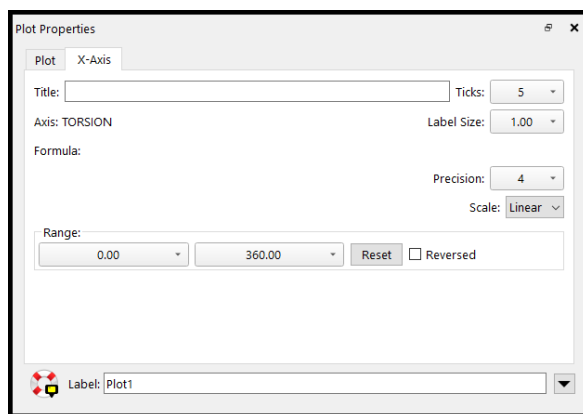 Plot Properties
Plot X-Axis
Title: Ticks: 5
Axis: TORSION Label Size: 1.00
Formula:
Precision: 4
Scale: Linear
Range:
0.00 360.00 Reset Reversed
Label: Plot1